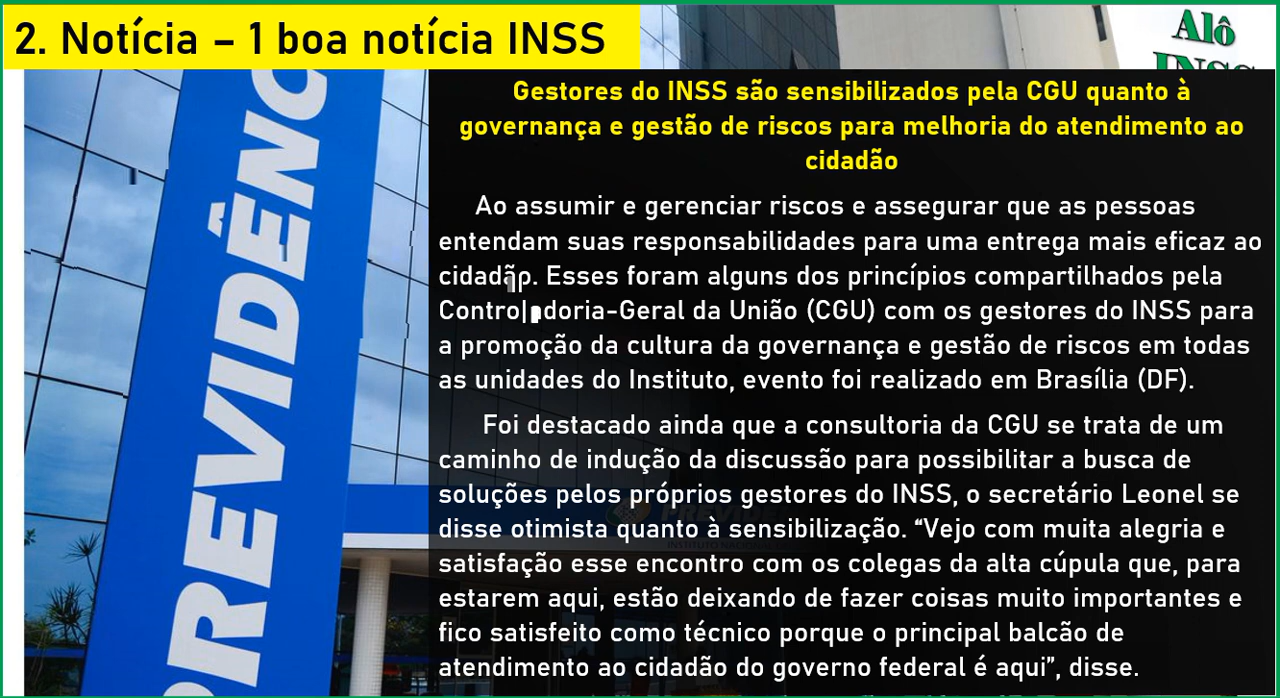 2. Notícia – 1 boa notícia INSS
Alô
INSS
PREVIDÊNC
Gestores do INSS são sensibilizados pela CGU quanto à
governança e gestão de riscos para melhoria do atendimento ao
cidadão
Ao assumir e gerenciar riscos e assegurar que as pessoas
entendam suas responsabilidades para uma entrega mais eficaz ao
cidadão. Esses foram alguns dos princípios compartilhados pela
Controladoria-Geral da União (CGU) com os gestores do INSS para
a promoção da cultura da governança e gestão de riscos em todas
as unidades do Instituto, evento foi realizado em Brasília (DF).
Foi destacado ainda que a consultoria da CGU se trata de um
caminho de indução da discussão para possibilitar a busca de
soluções pelos próprios gestores do INSS, o secretário Leonel se
disse otimista quanto à sensibilização. “Vejo com muita alegria e
satisfação esse encontro com os colegas da alta cúpula que, para
estarem aqui, estão deixando de fazer coisas muito importantes e
fico satisfeito como técnico porque o principal balcão de
atendimento ao cidadão do governo federal é aqui”, disse.